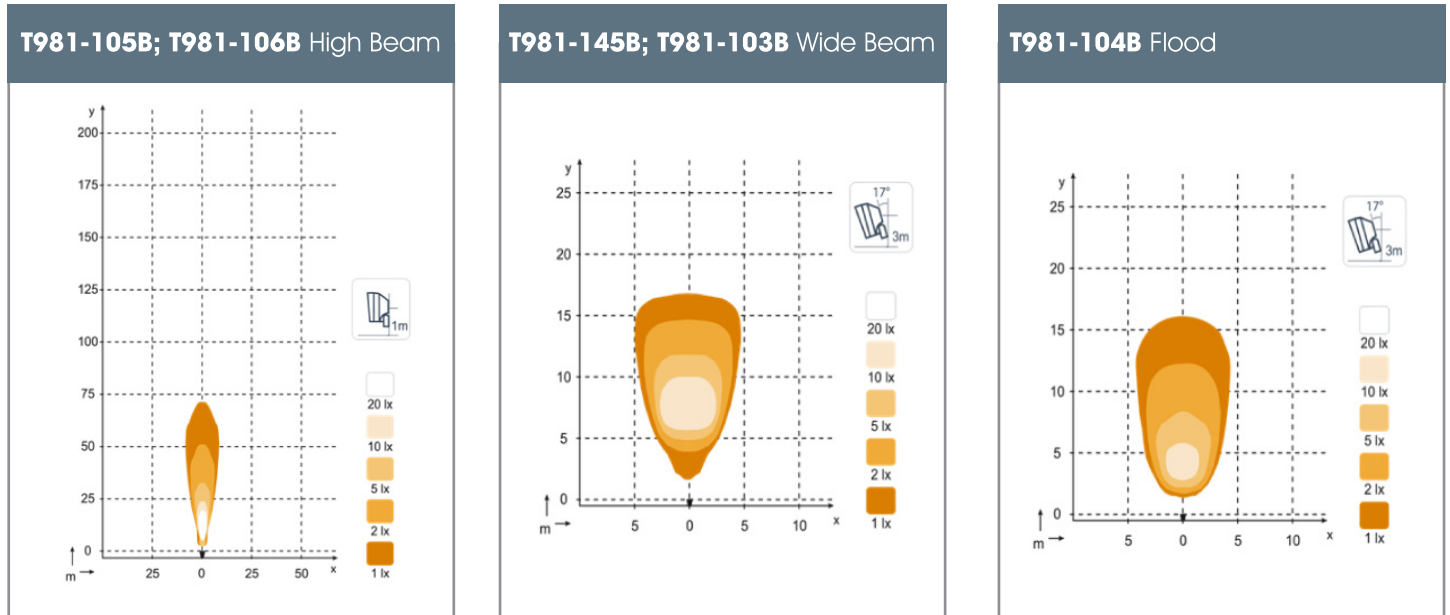 T981-105B; T981-106B High Beam
y
200
175
150
125
100
75
50
25
0
m
25 0 25 50 x
1m
20 lx
10 lx
5 lx
2 lx
1 lx
T981-145B; T981-103B Wide Beam
y
25
20
15
10
5
0
m
5 0 5 10 x
17°
3m
20 lx
10 lx
5 lx
2 lx
1 lx
T981-104B Flood
y
25
20
15
10
5
0
m
5 0 5 10 x
17°
3m
20 lx
10 lx
5 lx
2 lx
1 lx